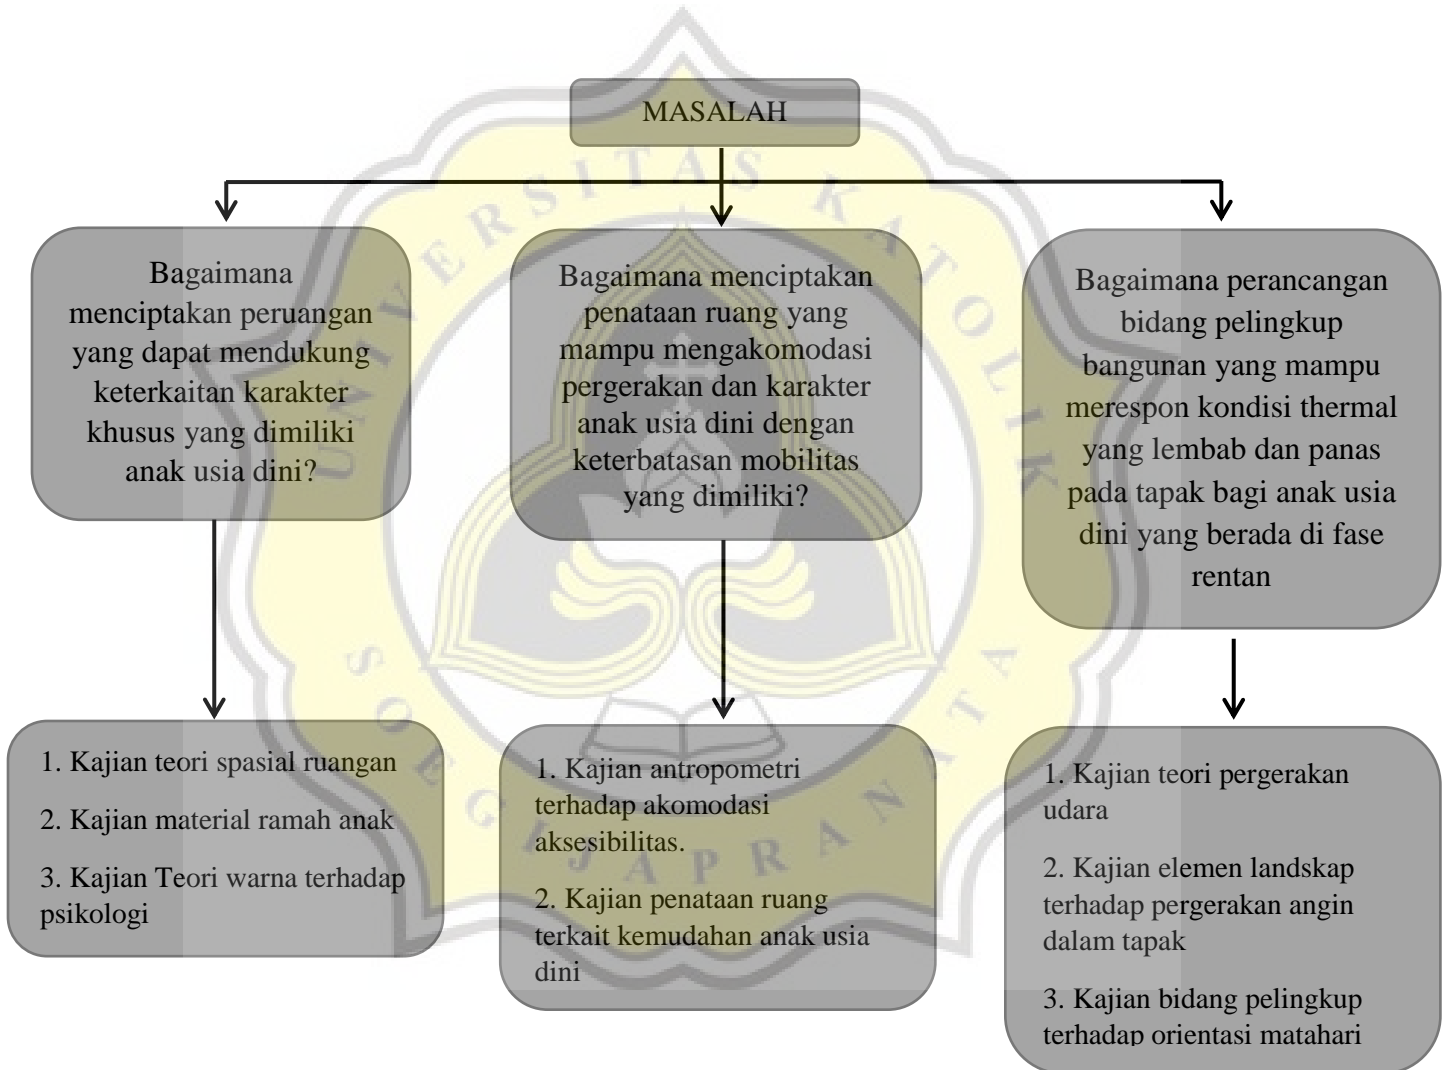 MASALAH
Bagaimana
menciptakan peruangan
yang dapat mendukung
keterkaitan karakter
khusus yang dimiliki
anak usia dini?
Bagaimana menciptakan
penataan ruang yang
mampu mengakomodasi
pergerakan dan karakter
anak usia dini dengan
keterbatasan mobilitas
yang dimiliki?
Bagaimana perancangan
bidang pelingkup
bangunan yang mampu
merespon kondisi thermal
yang lembab dan panas
pada tapak bagi anak usia
dini yang berada di fase
rentan
1. Kajian teori spasial ruangan
2. Kajian material ramah anak
3. Kajian Teori warna terhadap
psikologi
1. Kajian antropometri
terhadap akomodasi
aksesibilitas.
2. Kajian penataan ruang
terkait kemudahan anak usia
dini
1. Kajian teori pergerakan
udara
2. Kajian elemen landskap
terhadap pergerakan angin
dalam tapak
3. Kajian bidang pelingkup
terhadap orientasi matahari
UNIVERSITAS KATOLIK
SOEGIJAPRANATA